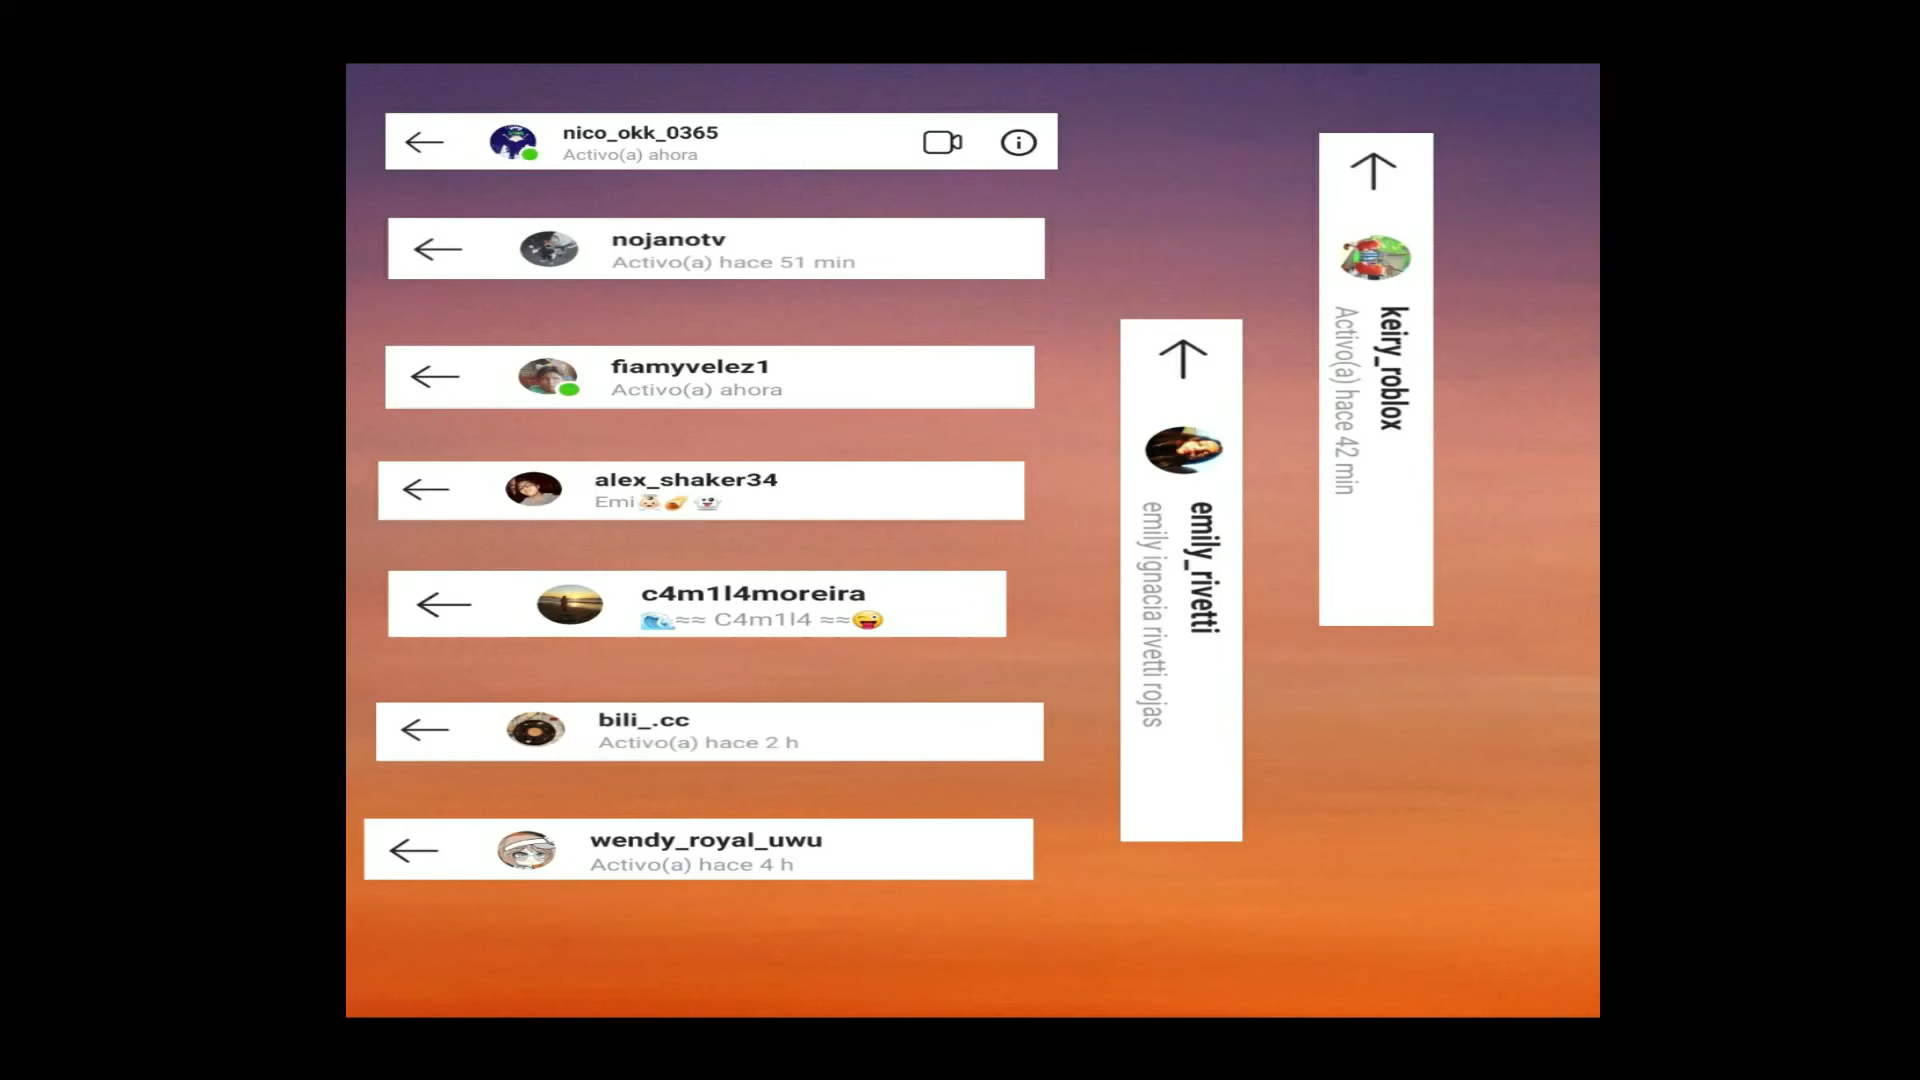 nico_okk_0365
Activo(a) ahora
nojanotv
Activo(a) hace 51 min
fiamyvelez1
Activo(a) ahora
alex_shaker34
Emi👶🏻☄️👻
c4m1l4moreira
🌊≈≈ C4m1l4 ≈≈😜
bili_.cc
Activo(a) hace 2 h
wendy_royal_uwu
Activo(a) hace 4 h
emily_rivetti
emily ignacia rivetti rojas
keiry_roblox
Activo(a) hace 42 min